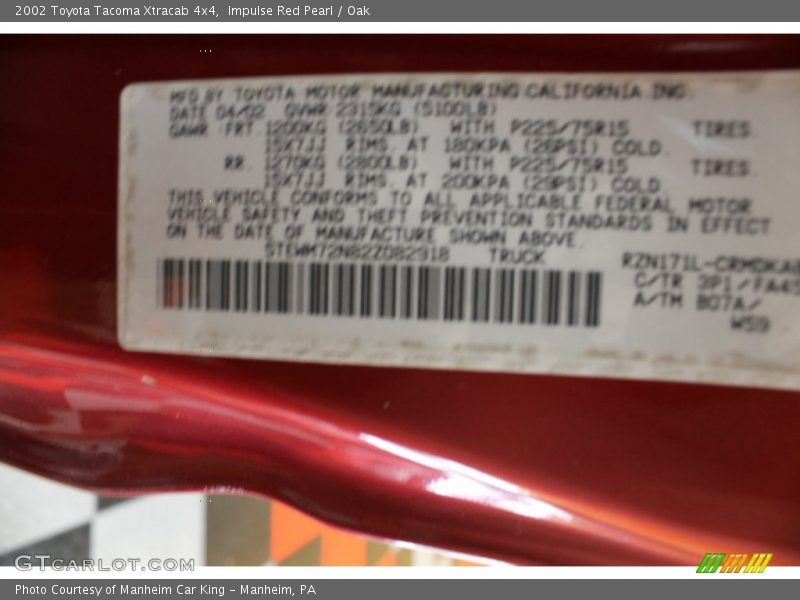 2002 Toyota Tacoma Xtracab 4x4,  Impulse Red Pearl / Oak
MFD BY TOYOTA MOTOR MANUFACTURING CALIFORNIA INC.
DATE 04/02 GVWR 2315KG (5100LB)
GAWR FRT 1200KG (2650LB) WITH P225/75R15 TIRES.
15X7JJ RIMS. AT 180KPA (26PSI) COLD.
RR. 1270KG (2800LB) WITH P225/75R15 TIRES.
15X7JJ RIMS. AT 200KPA (29PSI) COLD.
THIS VEHICLE CONFORMS TO ALL APPLICABLE FEDERAL MOTOR
VEHICLE SAFETY AND THEFT PREVENTION STANDARDS IN EFFECT
ON THE DATE OF MANUFACTURE SHOWN ABOVE.
5TEWM72N82Z082918 TRUCK RZN171L-CRMDKAB
C/TR 3P1/FA45
A/TM B07A/
W59
GTCARLOT.COM
Photo Courtesy of Manheim Car King – Manheim, PA